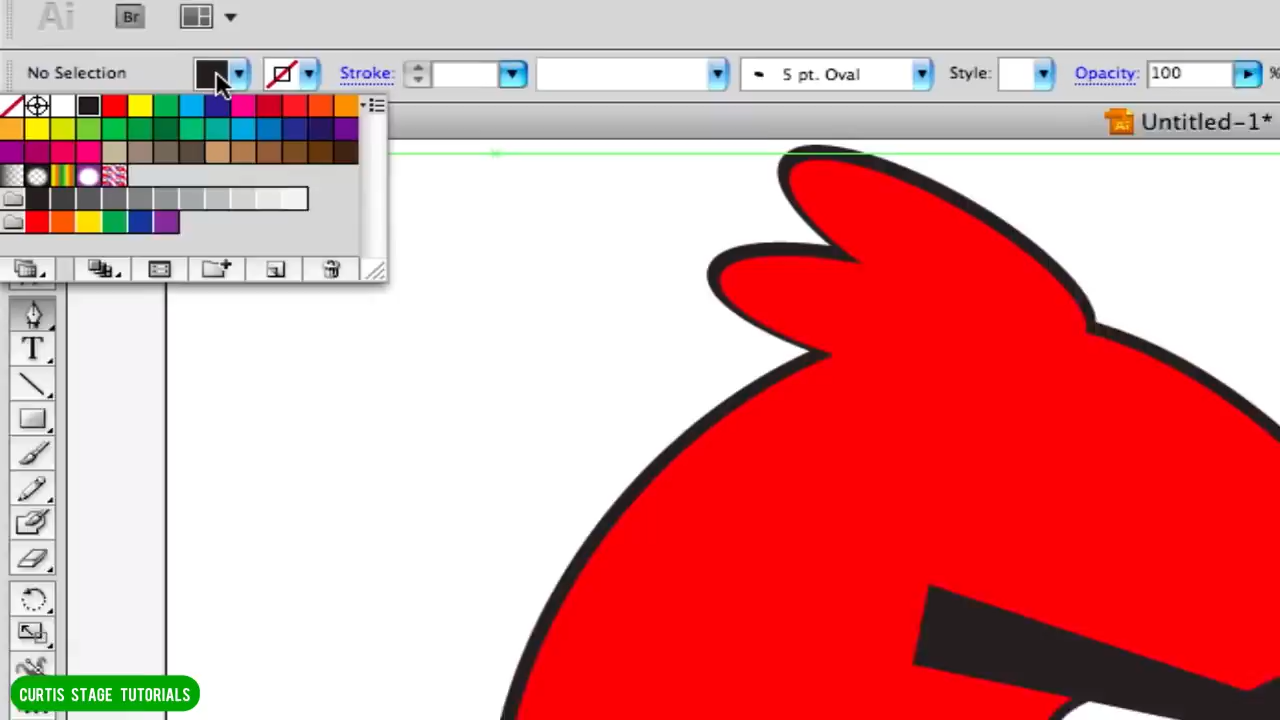 Ai Br
No Selection Stroke: 5 pt. Oval Style: Opacity: 100 %
Untitled-1*
T
CURTIS STAGE TUTORIALS